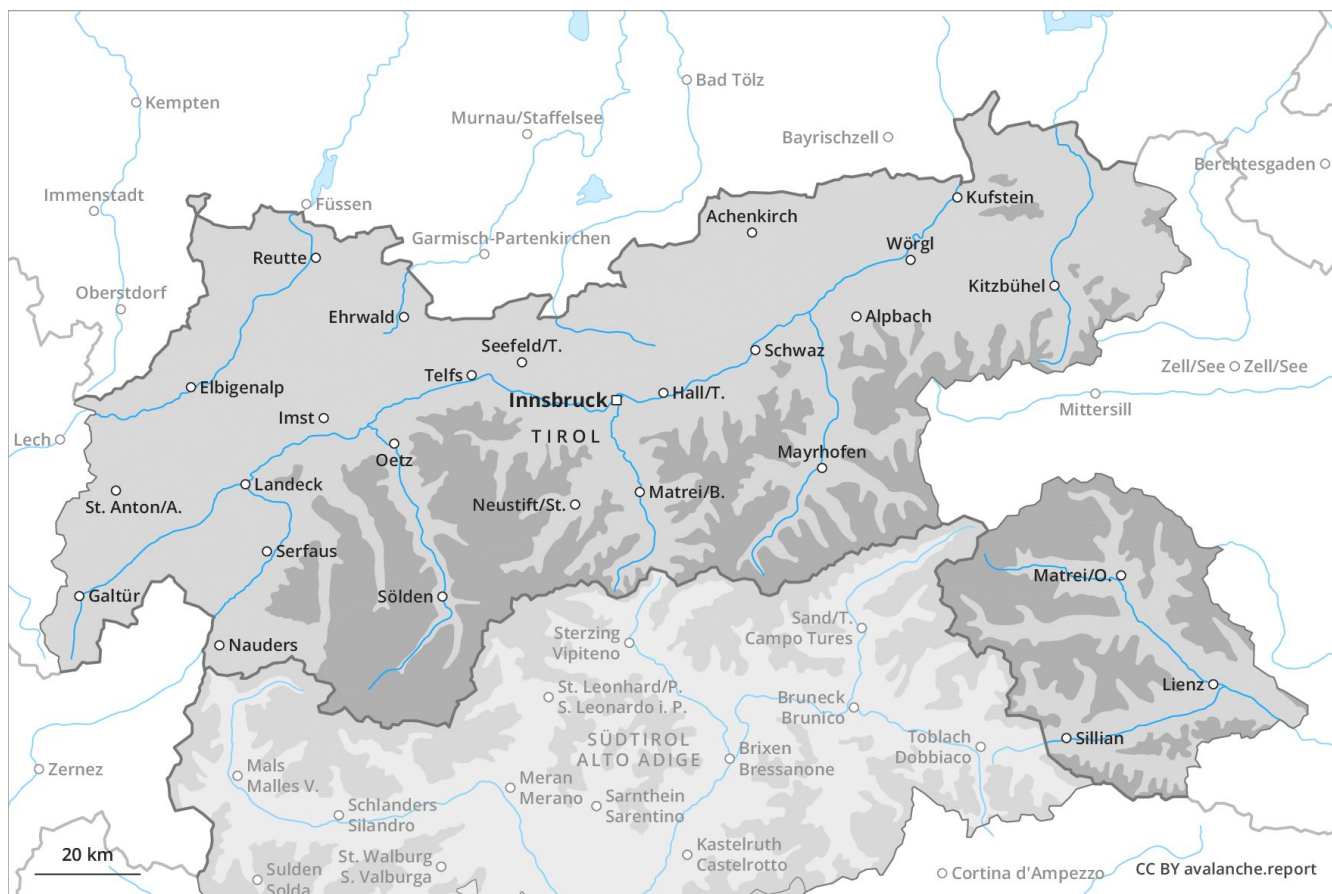 Kempten
Bad Tölz
Murnau/Staffelsee
Bayrischzell
Berchtesgaden
Immenstadt
Füssen
Kufstein
Achenkirch
Garmisch-Partenkirchen
Wörgl
Reutte
Kitzbühel
Oberstdorf
Ehrwald
Alpbach
Seefeld/T.
Schwaz
Telfs
Zell/See
Zell/See
Elbigenalp
Innsbruck
Hall/T.
Mittersill
Imst
TIROL
Lech
Oetz
Mayrhofen
Landeck
Matrei/B.
St. Anton/A.
Neustift/St.
Serfaus
Matrei/O.
Galtür
Sölden
Sand/T.
Campo Tures
Sterzing
Vipiteno
Nauders
Lienz
St. Leonhard/P.
S. Leonardo i. P.
Bruneck
Brunico
SÜDTIROL
ALTO ADIGE
Sillian
Toblach
Dobbiaco
Brixen
Bressanone
Zernez
Mals
Malles V.
Meran
Merano
Sarnthein
Sarentino
Schlanders
Silandro
Kastelruth
Castelrotto
20 km
St. Walburg
S. Valburga
Sulden
Solda
Cortina d'Ampezzo
CC BY avalanche.report